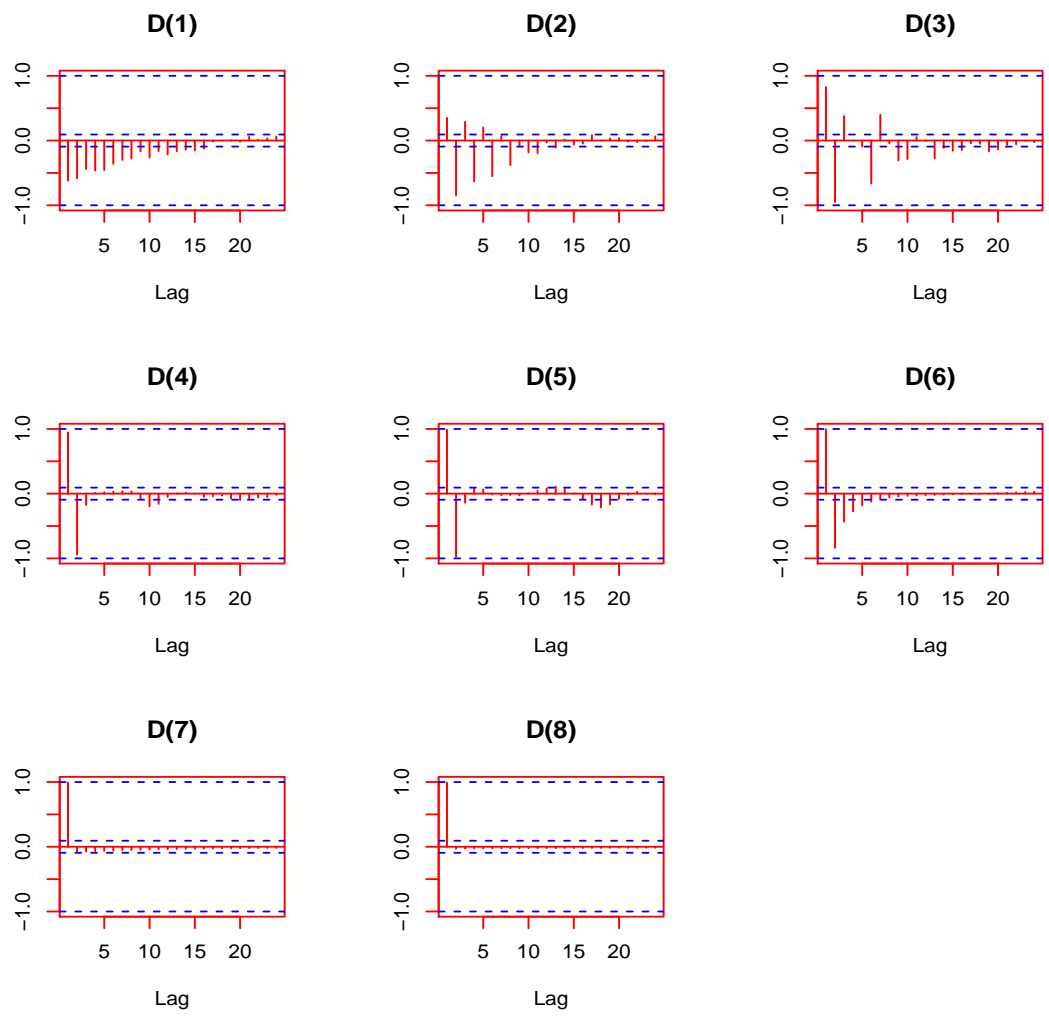 D(1) D(2) D(3)
1.0 0.0 −1.0 1.0 0.0 −1.0 1.0 0.0 −1.0
5 10 15 20 5 10 15 20 5 10 15 20
Lag Lag Lag
D(4) D(5) D(6)
1.0 0.0 −1.0 1.0 0.0 −1.0 1.0 0.0 −1.0
5 10 15 20 5 10 15 20 5 10 15 20
Lag Lag Lag
D(7) D(8)
1.0 0.0 −1.0 1.0 0.0 −1.0
5 10 15 20 5 10 15 20
Lag Lag